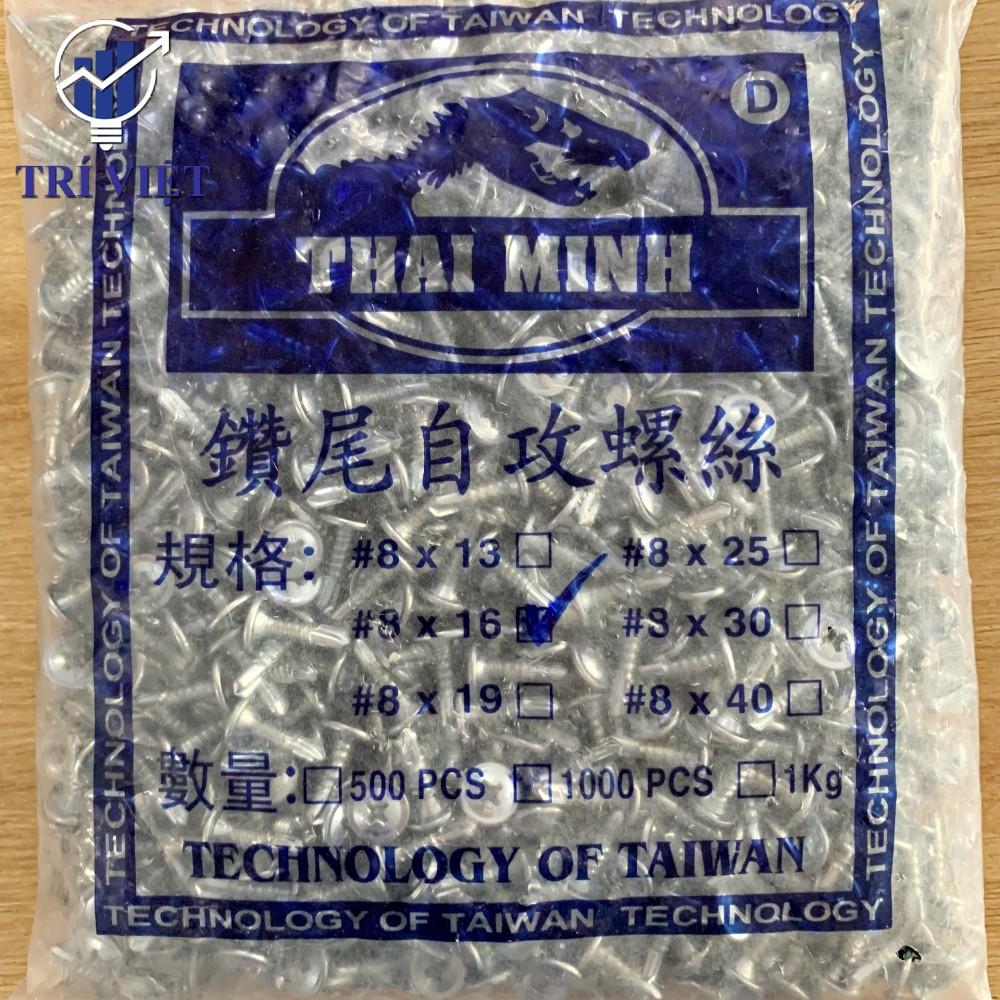 TECHNOLOGY OF TAIWAN TECHNOLOGY
TRÍ VIỆT
D
THAI MINH
鑽尾自攻螺絲
規格: #8 x 13 #8 x 25
#8 x 16 #8 x 30
#8 x 19 #8 x 40
數量: 500 PCS 1000 PCS 1Kg
TECHNOLOGY OF TAIWAN
TECHNOLOGY OF TAIWAN TECHNOLOGY
TECHNOLOGY OF TAIWAN TECHNO
TECHNOLOGY OF TAIWAN TECHNOLOGY